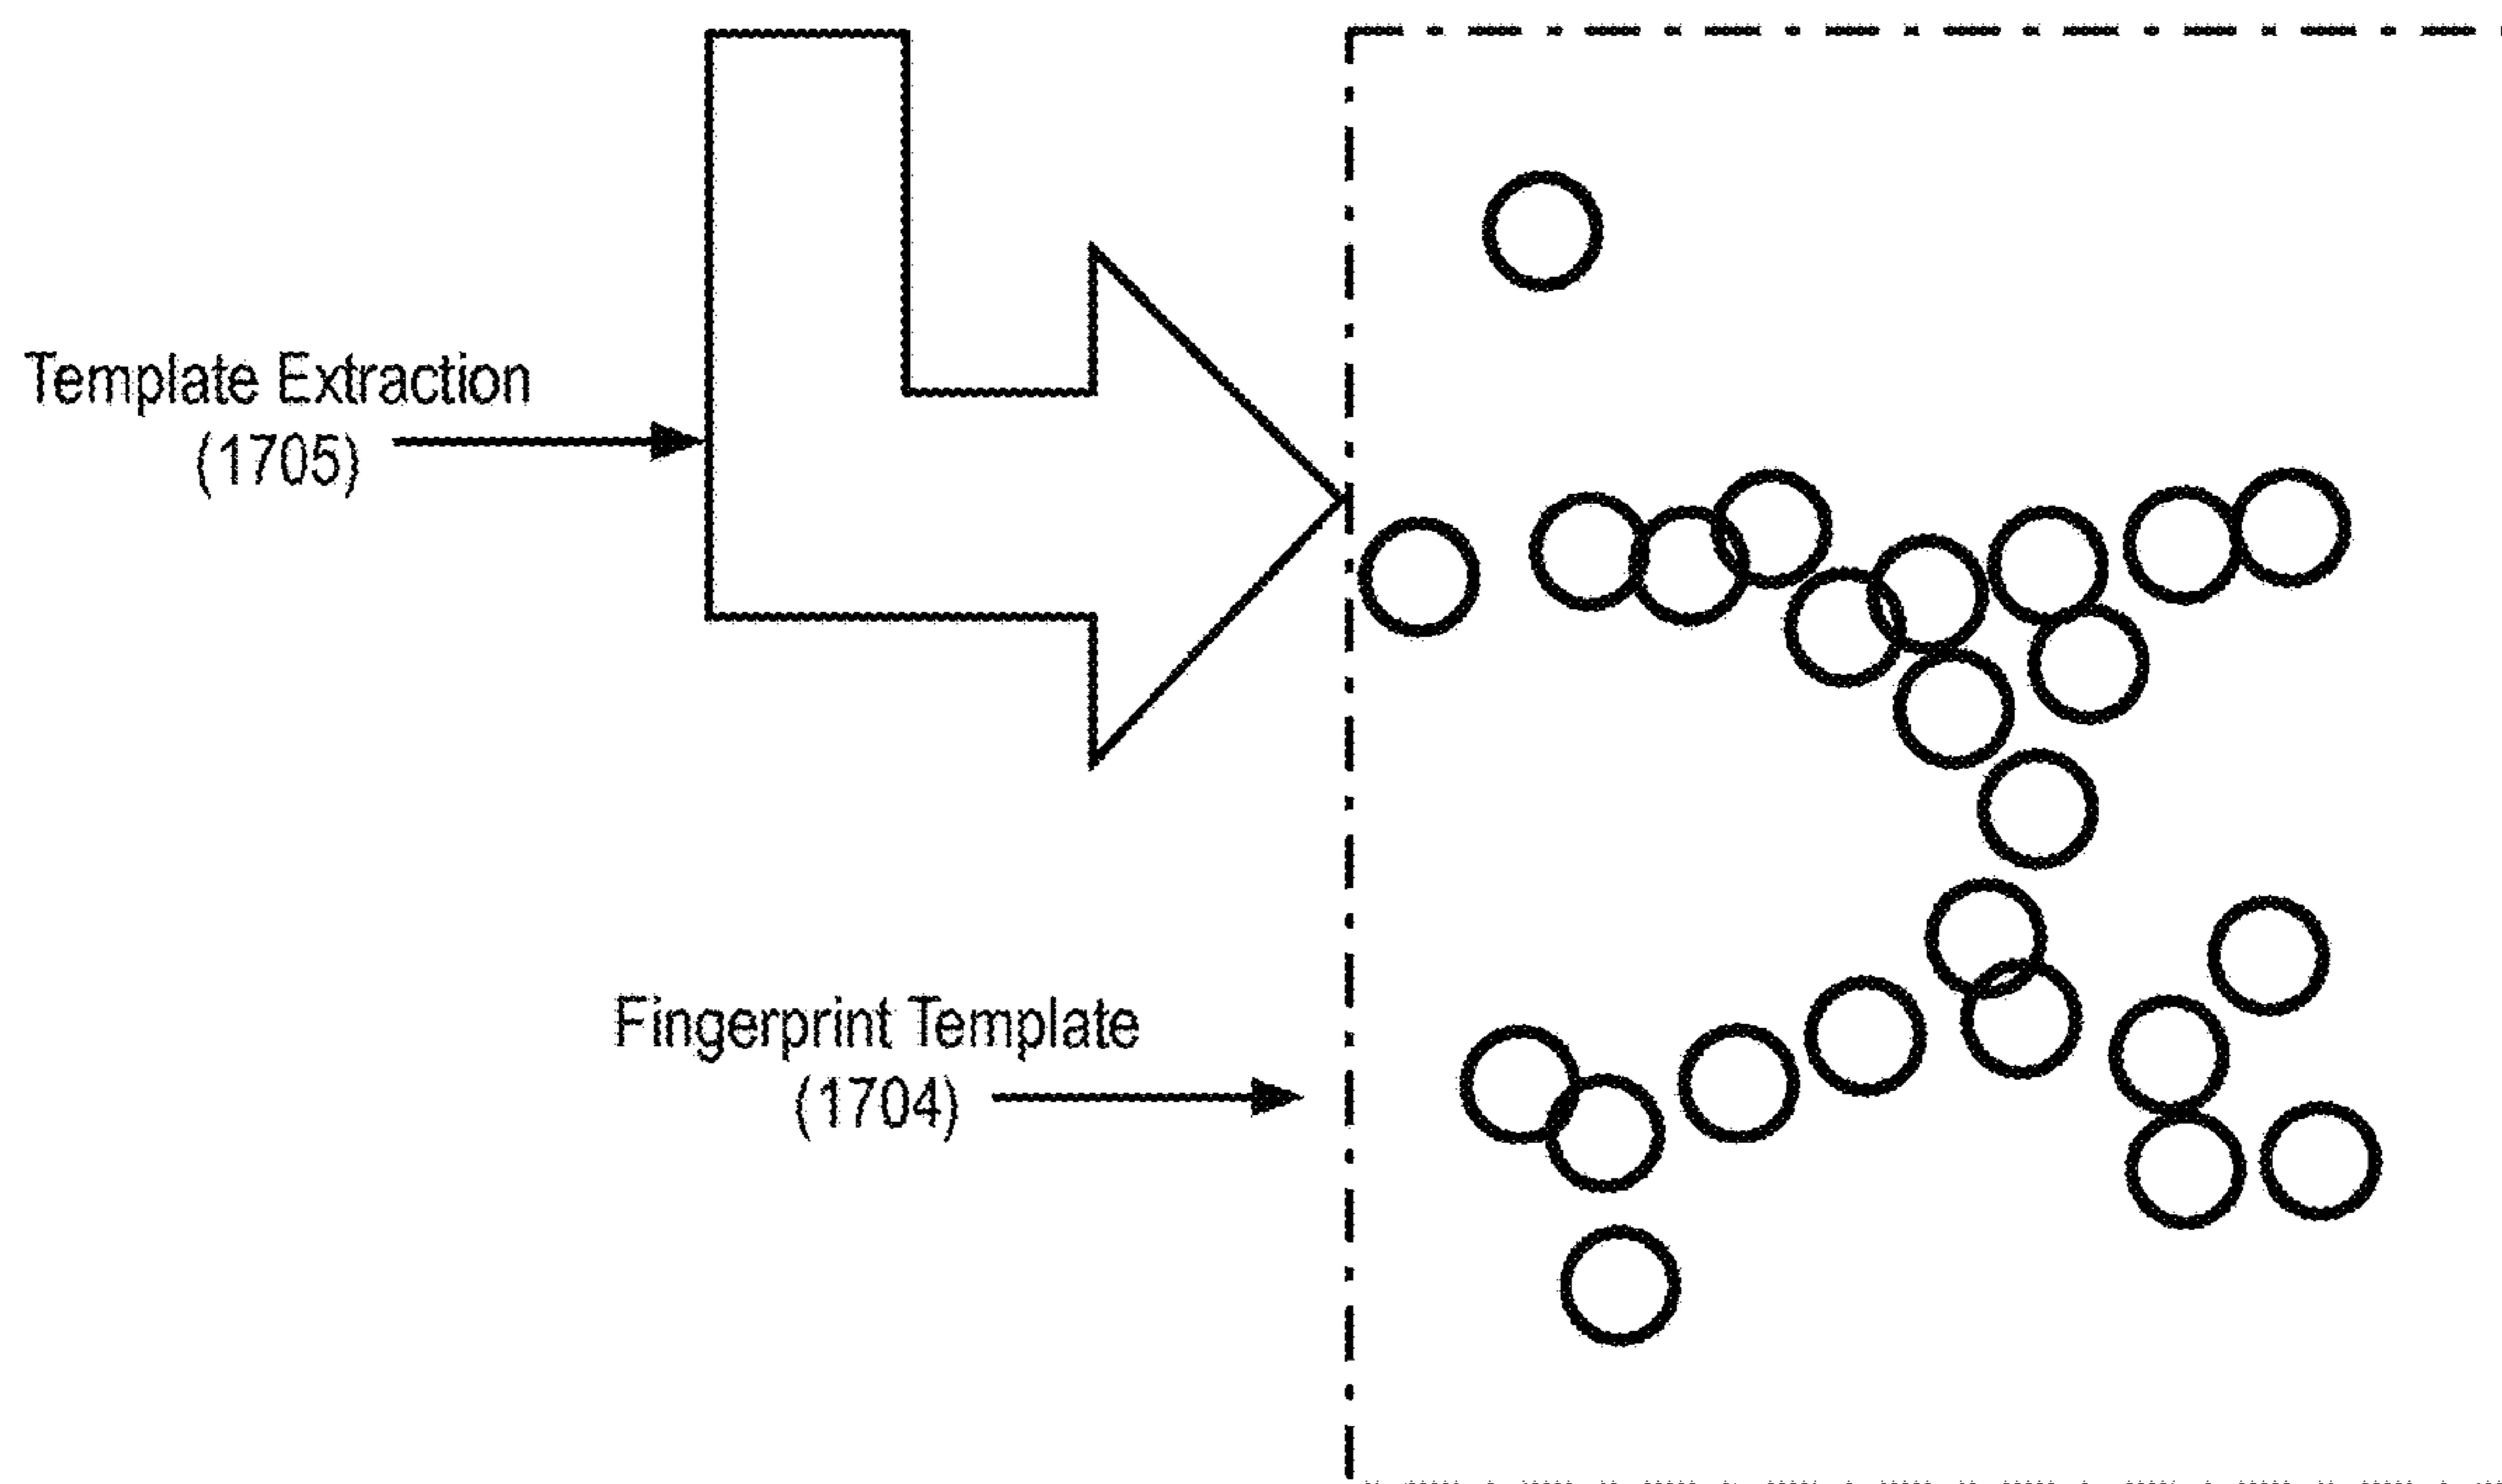 Template Extraction
(1705)
Fingerprint Template
(1704)